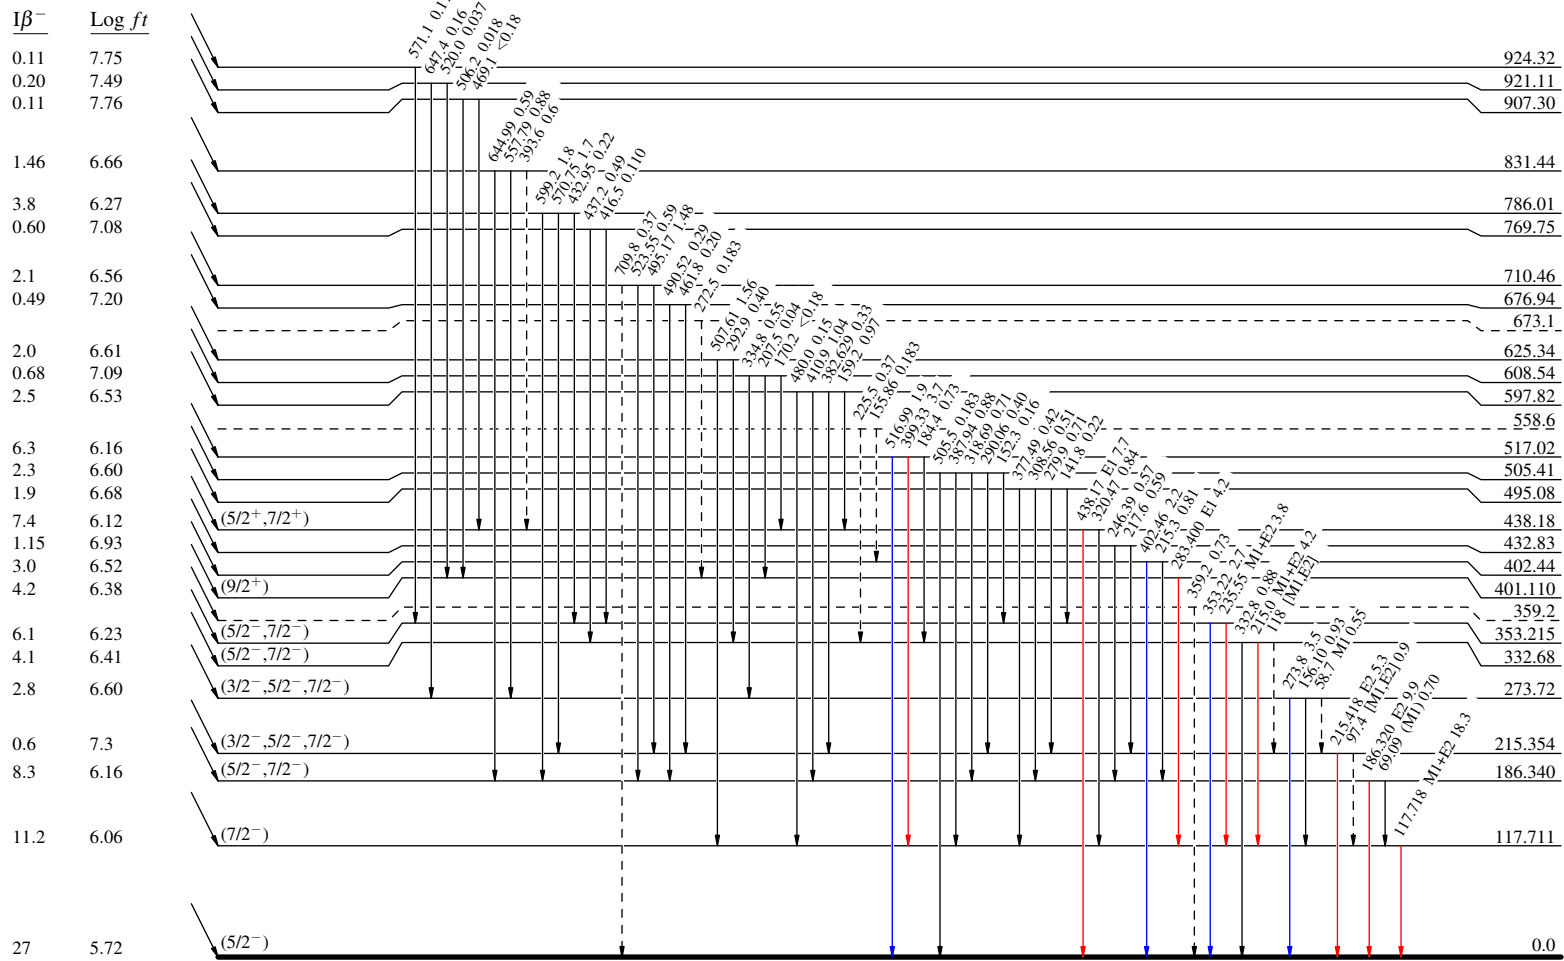 Iβ− Log ft
571.1
647.4 0.16
520.0 0.037
506.2 0.018
469.1 <0.18
0.11 7.75 924.32
0.20 7.49 921.11
0.11 7.76 907.30
644.99 0.59
557.79 0.88
393.6 0.6
1.46 6.66 831.44
599.2 1.8
570.75 1.7
432.95 0.22
437.2 0.49
416.5 0.110
3.8 6.27 786.01
0.60 7.08 769.75
709.8 0.37
523.55 0.59
495.17 1.48
490.52 0.29
461.8 0.20
272.5 0.183
2.1 6.56 710.46
0.49 7.20 676.94
673.1
507.61 1.56
292.9 0.40
334.8 0.55
207.5 0.04
170.2 <0.18
480.0 0.15
410.9 1.04
382.629 0.33
159.2 0.97
2.0 6.61 625.34
0.68 7.09 608.54
2.5 6.53 597.82
225.5 0.37
155.86 0.183
558.6
516.99 1.9
399.33 3.7
184.4 0.73
505.5 0.183
387.94 0.88
318.69 0.71
290.06 0.40
152.3 0.16
377.49 0.42
308.56 0.51
279.9 0.71
141.8 0.22
6.3 6.16 517.02
2.3 6.60 505.41
1.9 6.68 495.08
438.17 E1 7.7
320.47 0.84
246.39 0.57
217.6 0.59
402.46 2.2
215.3 0.81
283.400 E1 4.2
7.4 6.12 (5/2+,7/2+) 438.18
1.15 6.93 432.83
3.0 6.52 402.44
4.2 6.38 (9/2+) 401.110
359.2 0.73
353.22 2.7
235.55 M1+E2 3.8
332.8 0.88
215.0 M1+E2 4.2
118 [M1,E2]
359.2
6.1 6.23 (5/2−,7/2−) 353.215
4.1 6.41 (5/2−,7/2−) 332.68
273.8 3.5
156.10 0.93
58.7 M1 0.55
2.8 6.60 (3/2−,5/2−,7/2−) 273.72
215.418 E2 5.3
97.4 [M1,E2] 0.9
186.320 E2 9.9
69.09 (M1) 0.70
0.6 7.3 (3/2−,5/2−,7/2−) 215.354
8.3 6.16 (5/2−,7/2−) 186.340
117.718 M1+E2 18.3
11.2 6.06 (7/2−) 117.711
27 5.72 (5/2−) 0.0